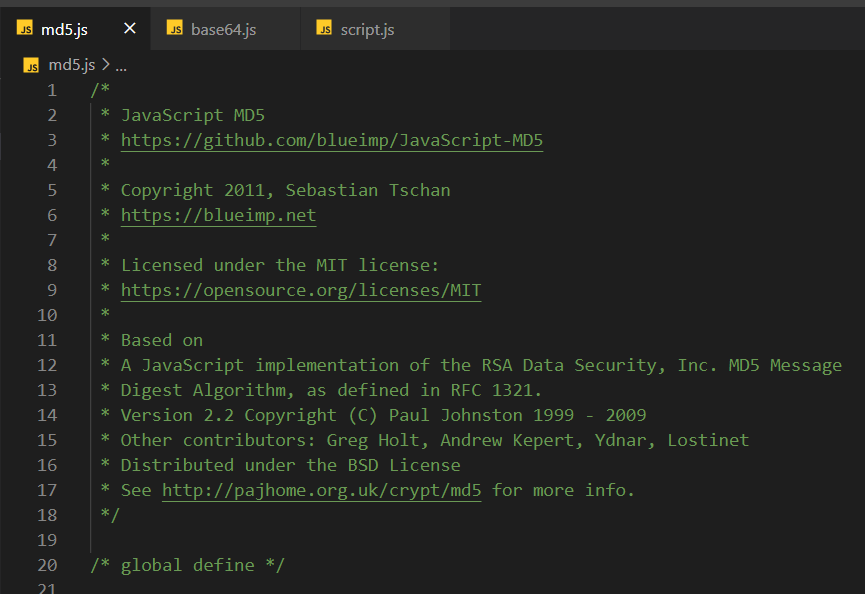 JS md5.js × JS base64.js JS script.js
JS md5.js > ...
1 /*
2 * JavaScript MD5
3 * https://github.com/blueimp/JavaScript-MD5
4 *
5 * Copyright 2011, Sebastian Tschan
6 * https://blueimp.net
7 *
8 * Licensed under the MIT license:
9 * https://opensource.org/licenses/MIT
10 *
11 * Based on
12 * A JavaScript implementation of the RSA Data Security, Inc. MD5 Message
13 * Digest Algorithm, as defined in RFC 1321.
14 * Version 2.2 Copyright (C) Paul Johnston 1999 - 2009
15 * Other contributors: Greg Holt, Andrew Kepert, Ydnar, Lostinet
16 * Distributed under the BSD License
17 * See http://pajhome.org.uk/crypt/md5 for more info.
18 */
19
20 /* global define */
21